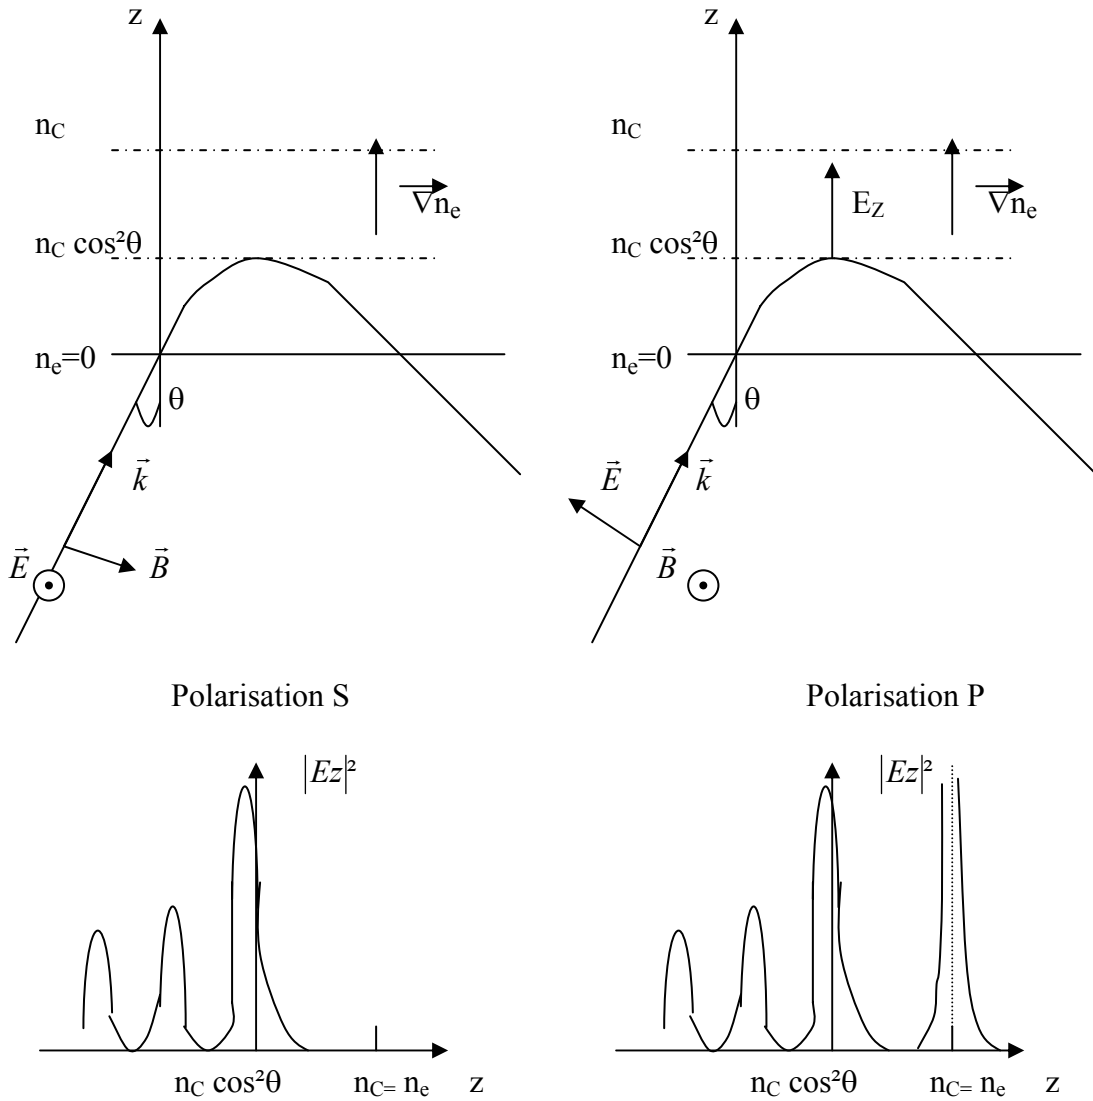 z
n_C
∇n_e
n_C cos²θ
n_e=0
θ
k⃗
E⃗
B⃗
Polarisation S
z
n_C
E_Z
∇n_e
n_C cos²θ
n_e=0
θ
E⃗
k⃗
B⃗
Polarisation P
|Ez|²
n_C cos²θ
n_C= n_e
z
|Ez|²
n_C cos²θ
n_C= n_e
z